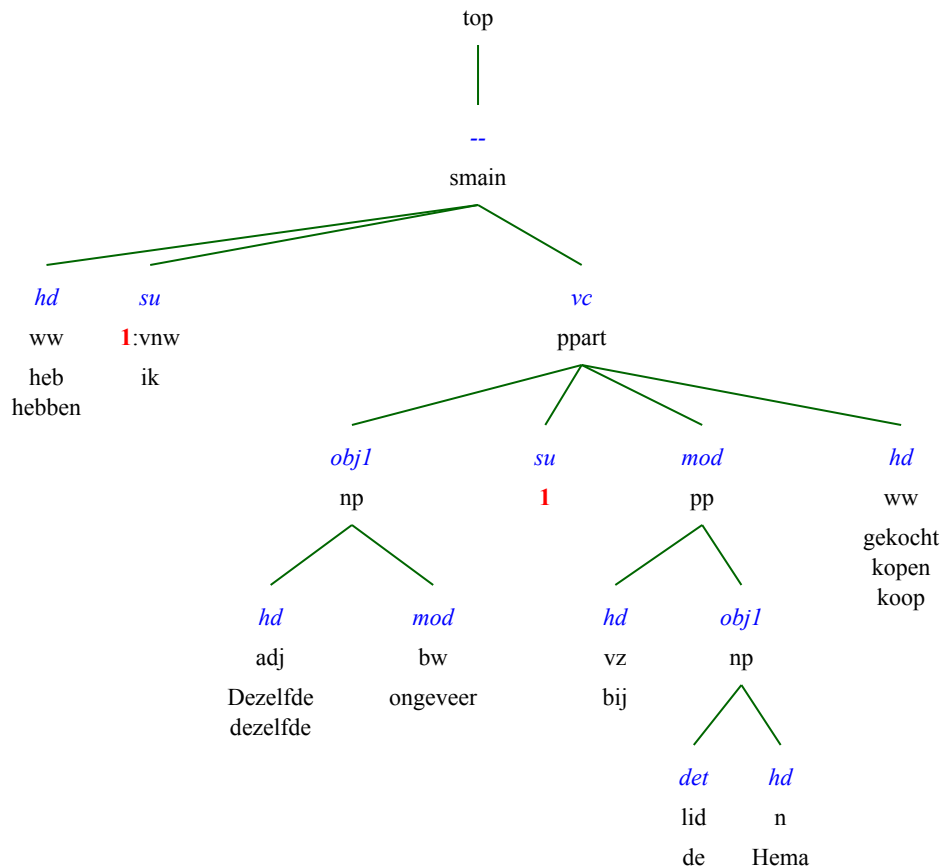 top
--
smain
hd su vc
ww 1:vnw ppart
heb ik
hebben
obj1 su mod hd
np 1 pp ww
gekocht
kopen
koop
hd mod hd obj1
adj bw vz np
Dezelfde ongeveer bij
dezelfde
det hd
lid n
de Hema